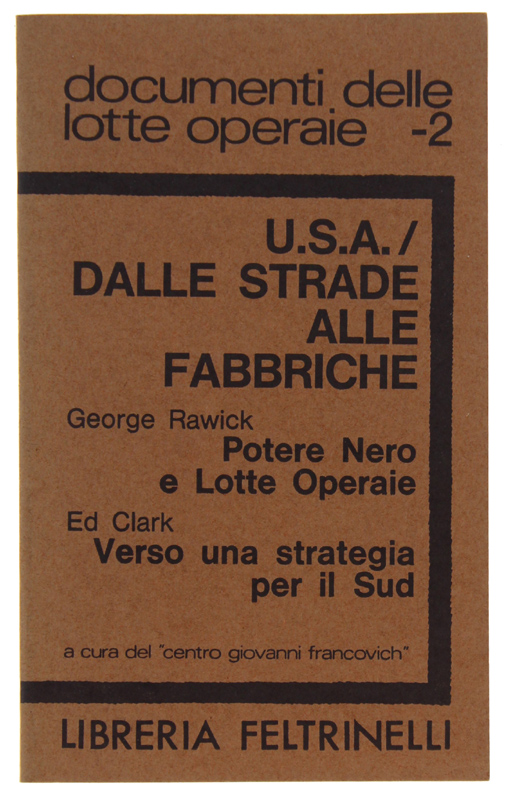 documenti delle
lotte operaie -2
U.S.A./
DALLE STRADE
ALLE
FABBRICHE
George Rawick
Potere Nero
e Lotte Operaie
Ed Clark
Verso una strategia
per il Sud
a cura del "centro giovanni francovich"
LIBRERIA FELTRINELLI